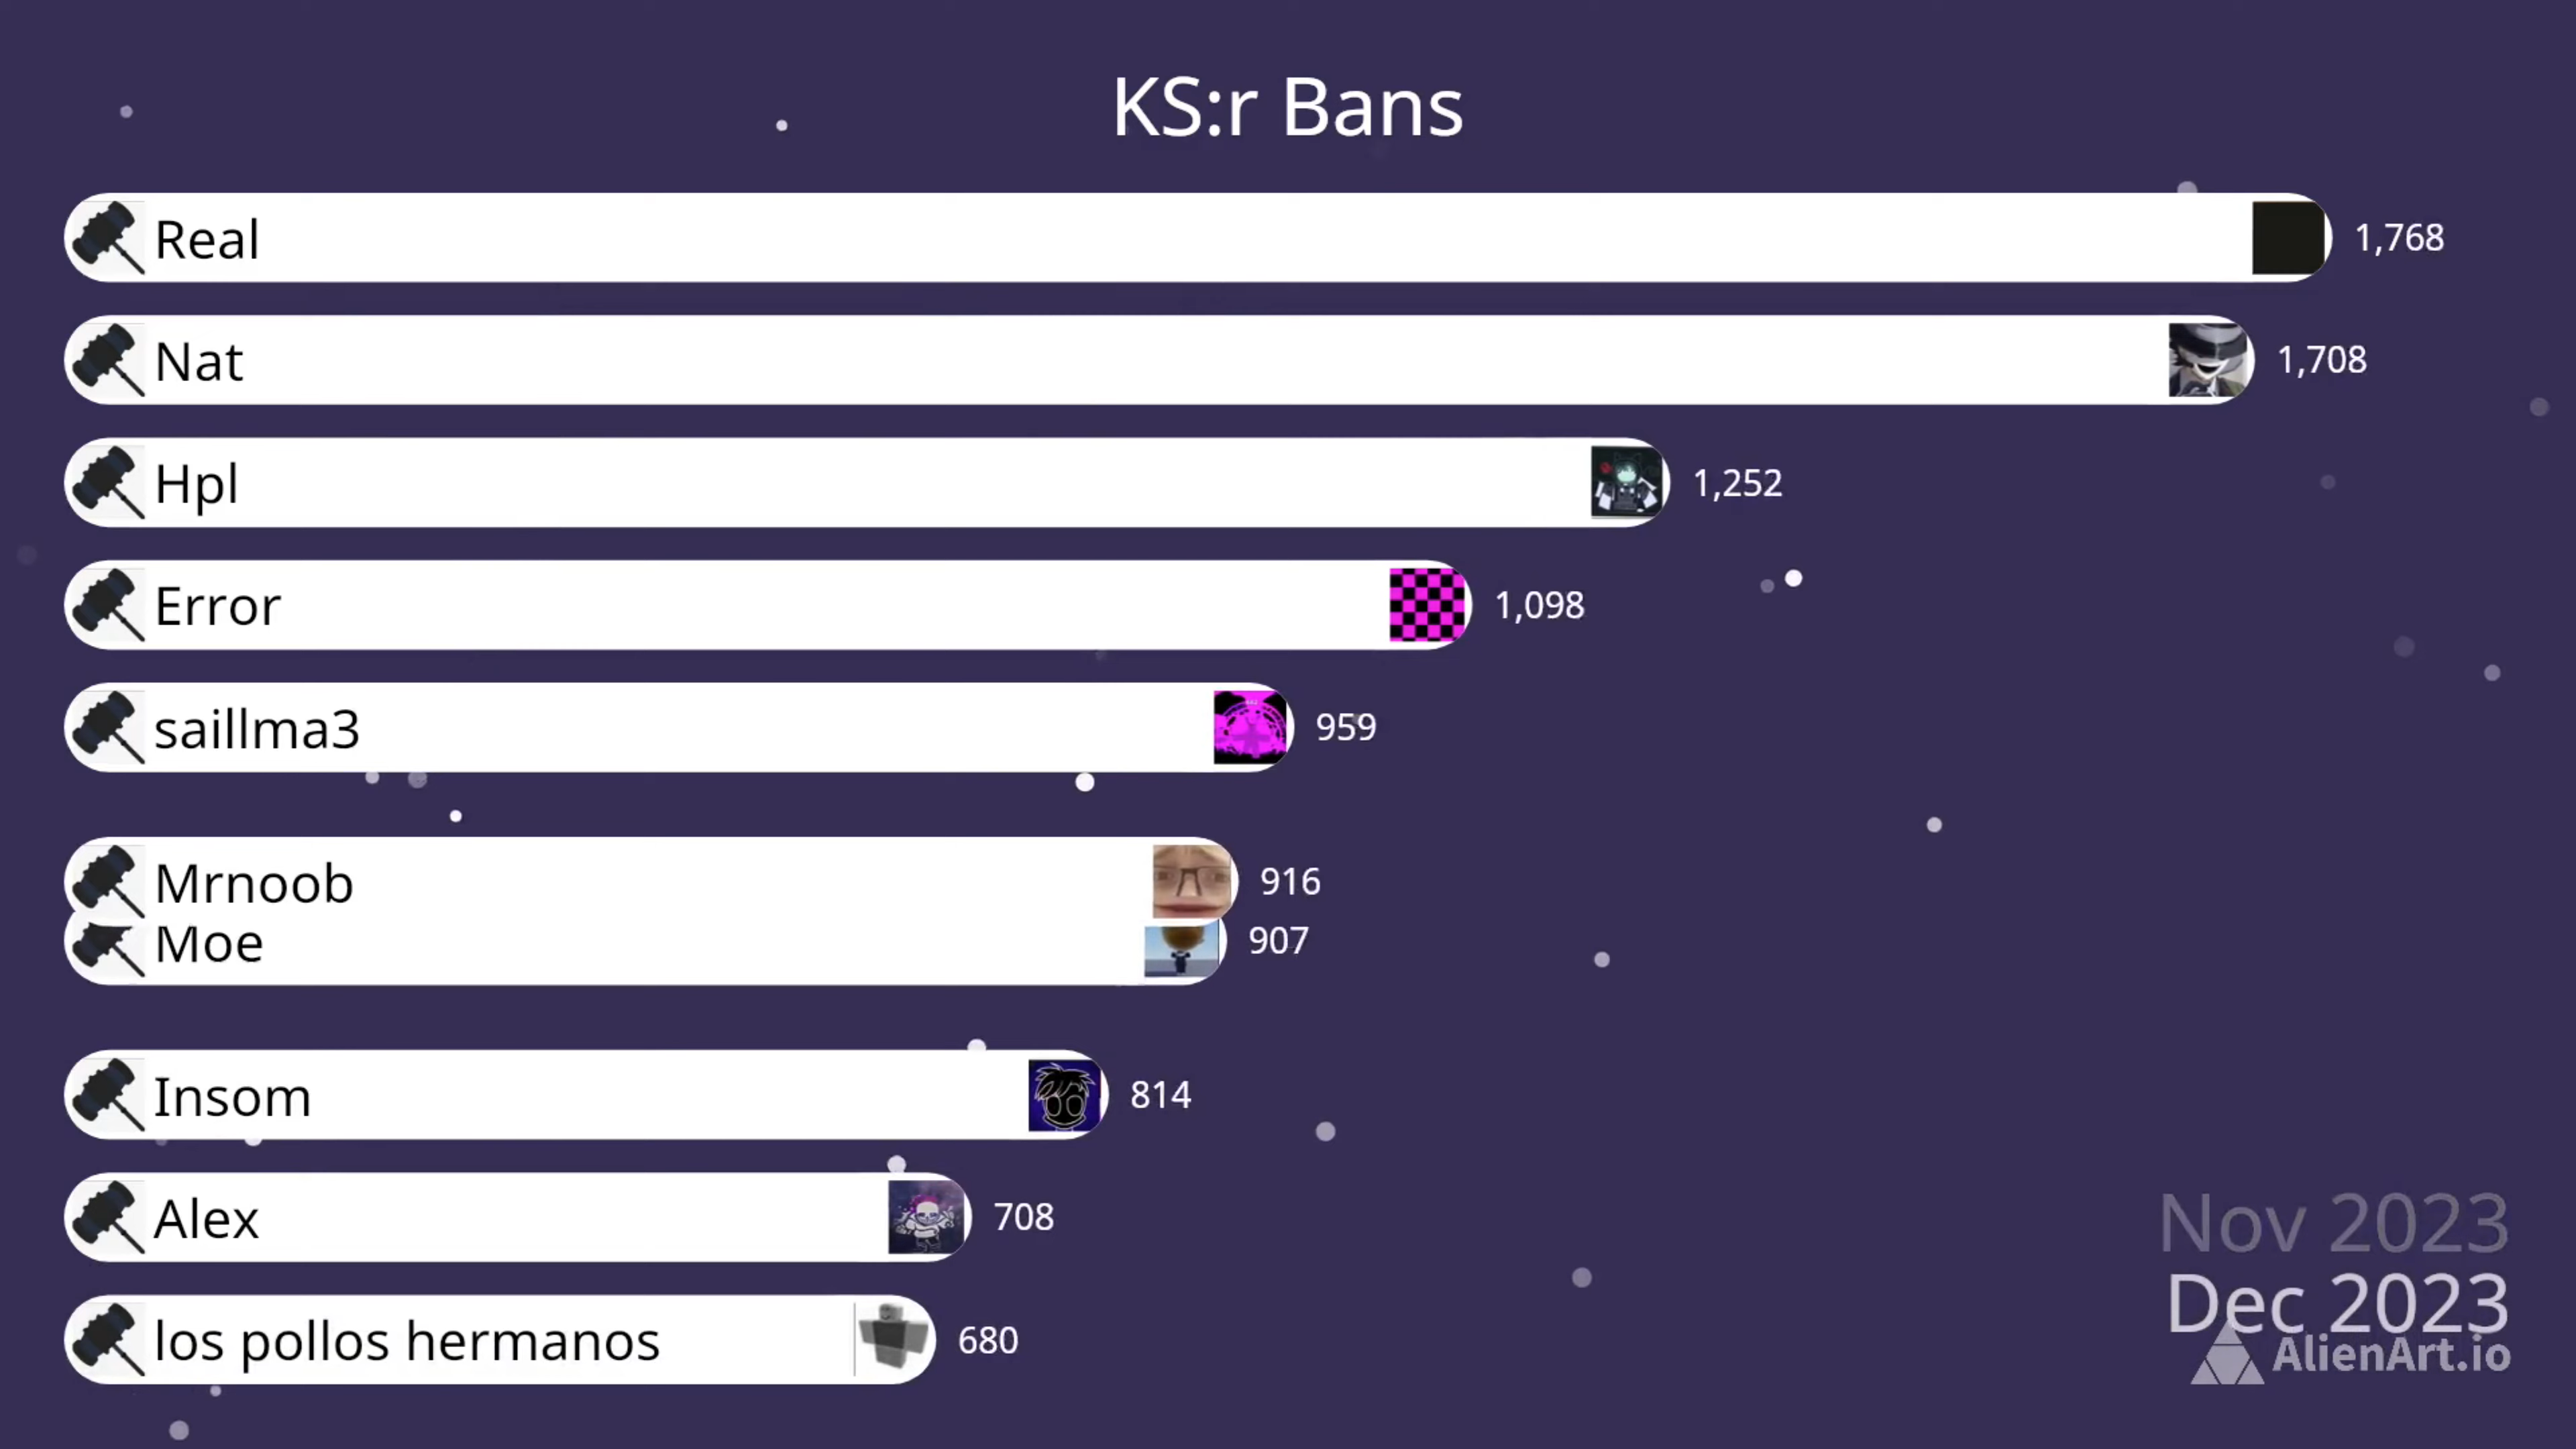 KS:r Bans
Real 1,768
Nat 1,708
Hpl 1,252
Error 1,098
saillma3 959
Mrnoob 916
Moe 907
Insom 814
Alex 708
los pollos hermanos 680
Nov 2023
Dec 2023
AlienArt.io